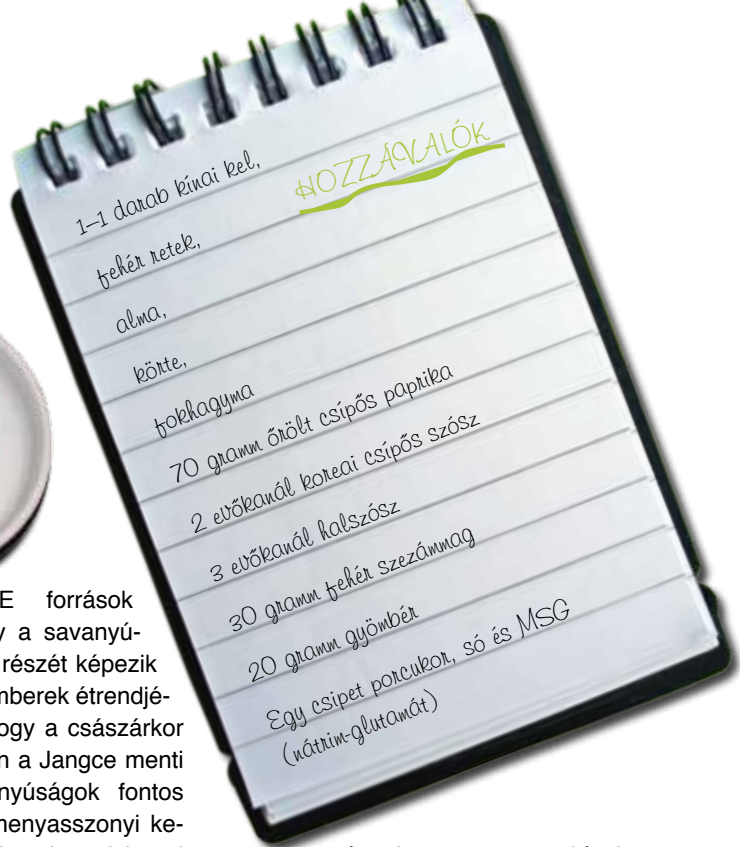 HOZZÁVALÓK
1–1 darab kínai kel,
fehér retek,
alma,
körte,
fokhagyma
70 gramm őrölt csípős paprika
2 evőkanál koreai csípős szósz
3 evőkanál halszósz
30 gramm fehér szezámmag
20 gramm gyömbér
Egy csipet porcukor, só és MSG
(nátrim-glutamát)
E források
y a savanyú-
részét képezik
mberek étrendjé-
ogy a császárkor
n a Jangce menti
nyúságok fontos
menyasszonyi ke-